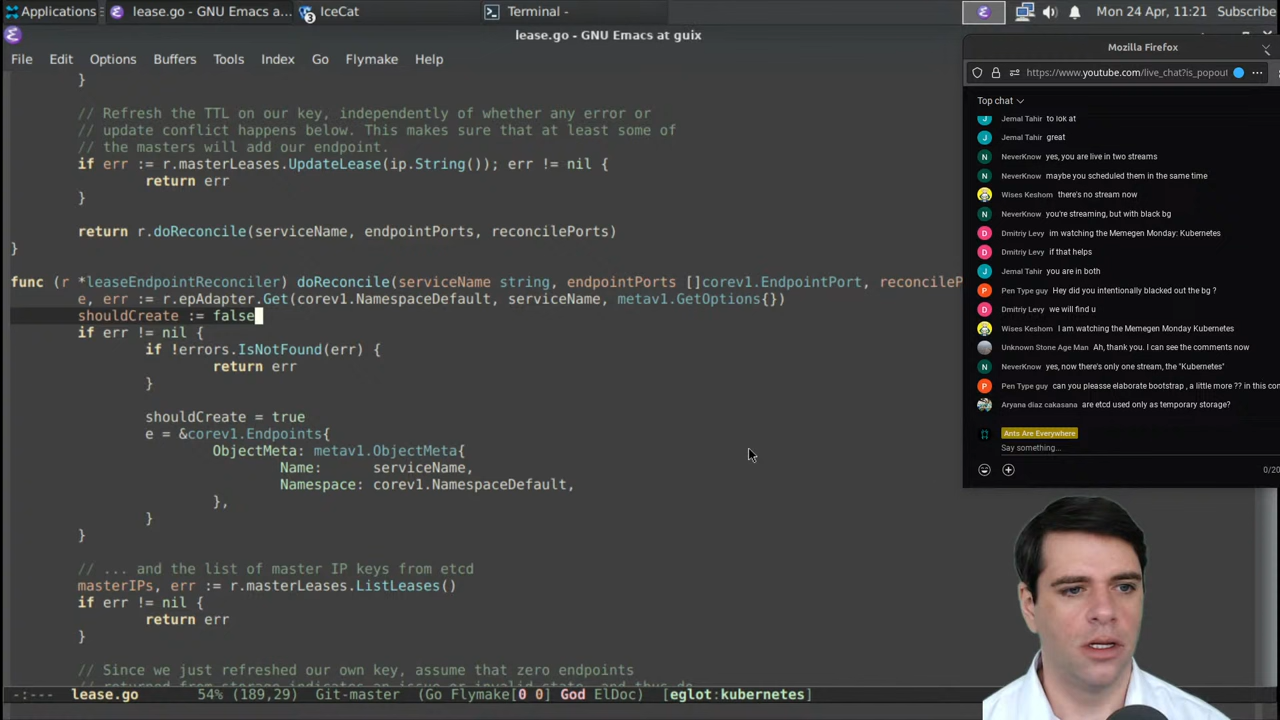 Applications
lease.go - GNU Emacs a...
3
IceCat
Terminal -
Mon 24 Apr, 11:21
Subscribe
lease.go - GNU Emacs at guix
File Edit Options Buffers Tools Index Go Flymake Help
}
// Refresh the TTL on our key, independently of whether any error or
// update conflict happens below. This makes sure that at least some of
// the masters will add our endpoint.
if err := r.masterLeases.UpdateLease(ip.String()); err != nil {
return err
}
return r.doReconcile(serviceName, endpointPorts, reconcilePorts)
}
func (r *leaseEndpointReconciler) doReconcile(serviceName string, endpointPorts []corev1.EndpointPort, reconcileP
e, err := r.epAdapter.Get(corev1.NamespaceDefault, serviceName, metav1.GetOptions{})
shouldCreate := false
if err != nil {
if !errors.IsNotFound(err) {
return err
}
shouldCreate = true
e = &corev1.Endpoints{
ObjectMeta: metav1.ObjectMeta{
Name: serviceName,
Namespace: corev1.NamespaceDefault,
},
}
}
// ... and the list of master IP keys from etcd
masterIPs, err := r.masterLeases.ListLeases()
if err != nil {
return err
}
// Since we just refreshed our own key, assume that zero endpoints
-:--- lease.go 54% (189,29) Git-master (Go Flymake[0 0] God ElDoc) [eglot:kubernetes]
Mozilla Firefox
https://www.youtube.com/live_chat?is_popout
Top chat
J Jemal Tahir to lok at
J Jemal Tahir great
N NeverKnow yes, you are live in two streams
N NeverKnow maybe you scheduled them in the same time
Wises Keshom there's no stream now
N NeverKnow you're streaming, but with black bg
D Dmitriy Levy im watching the Memegen Monday: Kubernetes
D Dmitriy Levy if that helps
J Jemal Tahir you are in both
P Pen Type guy Hey did you intentionally blacked out the bg ?
D Dmitriy Levy we will find u
Wises Keshom I am watching the Memegen Monday Kubernetes
Unknown Stone Age Man Ah, thank you. I can see the comments now
N NeverKnow yes, now there's only one stream, the "Kubernetes"
P Pen Type guy can you pleasse elaborate bootstrap , a little more ?? in this con
Aryana diaz cakasana are etcd used only as temporary storage?
Ants Are Everywhere
Say something...
0/20